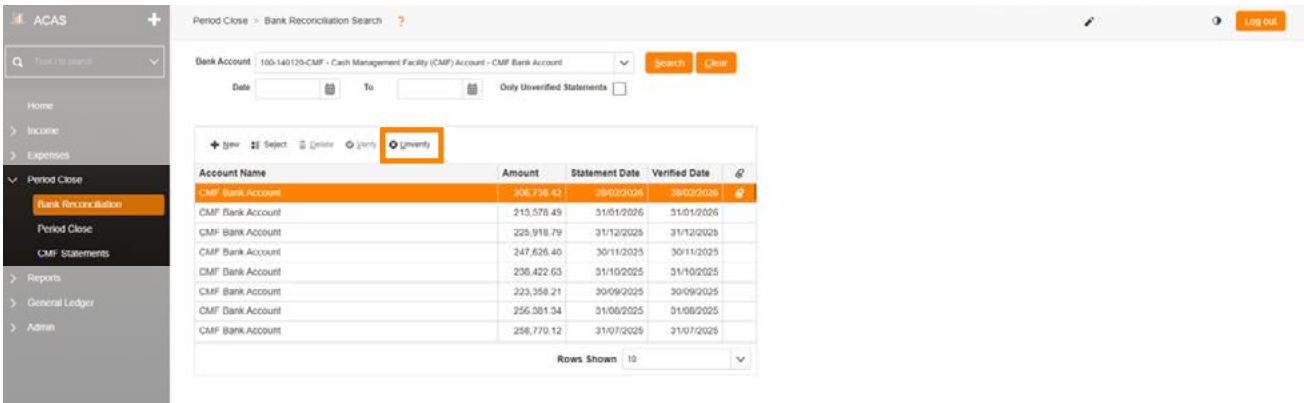 ACAS
Period Close > Bank Reconciliation Search ?
Log out
Bank Account 100-140120-CMF - Cash Management Facility (CMF) Account - CMF Bank Account Search Clear
Date To Only Unverified Statements
Home
Income
Expenses
Period Close
Bank Reconciliation
Period Close
CMF Statements
Reports
General Ledger
Admin
New Select Delete Verify Unverify
Account Name Amount Statement Date Verified Date
CMF Bank Account 206,738.42 28/02/2026 28/02/2026
CMF Bank Account 213,578.49 31/01/2026 31/01/2026
CMF Bank Account 225,918.79 31/12/2025 31/12/2025
CMF Bank Account 247,626.40 30/11/2025 30/11/2025
CMF Bank Account 238,422.63 31/10/2025 31/10/2025
CMF Bank Account 223,358.21 30/09/2025 30/09/2025
CMF Bank Account 256,381.34 31/08/2025 31/08/2025
CMF Bank Account 258,770.12 31/07/2025 31/07/2025
Rows Shown 10